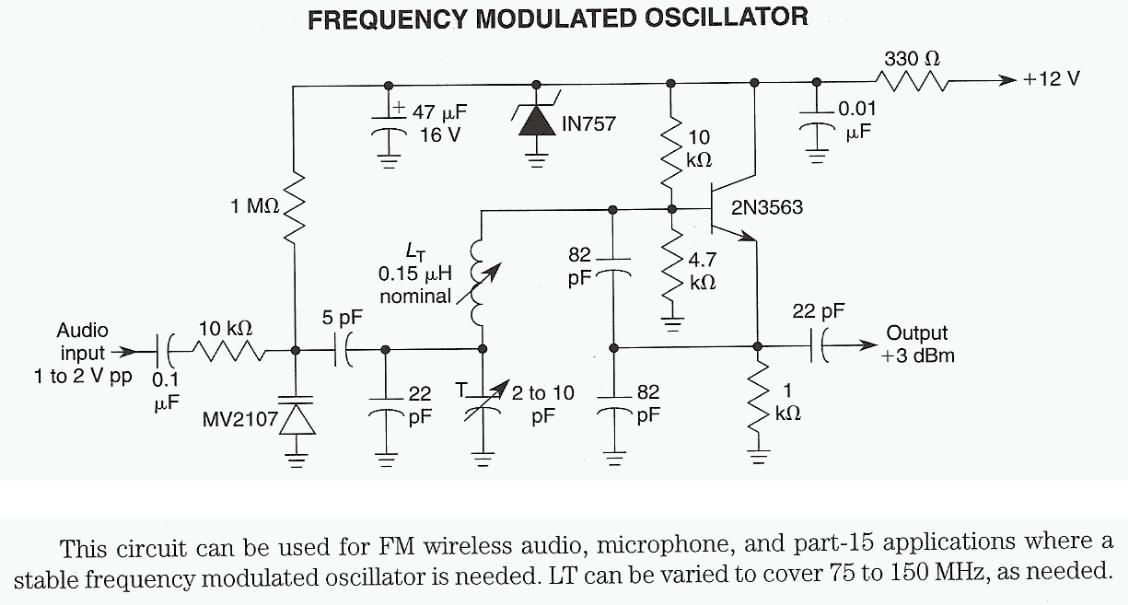 FREQUENCY MODULATED OSCILLATOR
330 Ω
+12 V
+ 47 µF
16 V
IN757
0.01
µF
10
kΩ
1 MΩ
2N3563
LT
0.15 µH
nominal
82
pF
4.7
kΩ
5 pF
22 pF
Audio
input
1 to 2 V pp
10 kΩ
0.1
µF
Output
+3 dBm
MV2107
22
pF
T
2 to 10
pF
82
pF
1
kΩ
This circuit can be used for FM wireless audio, microphone, and part-15 applications where a
stable frequency modulated oscillator is needed. LT can be varied to cover 75 to 150 MHz, as needed.